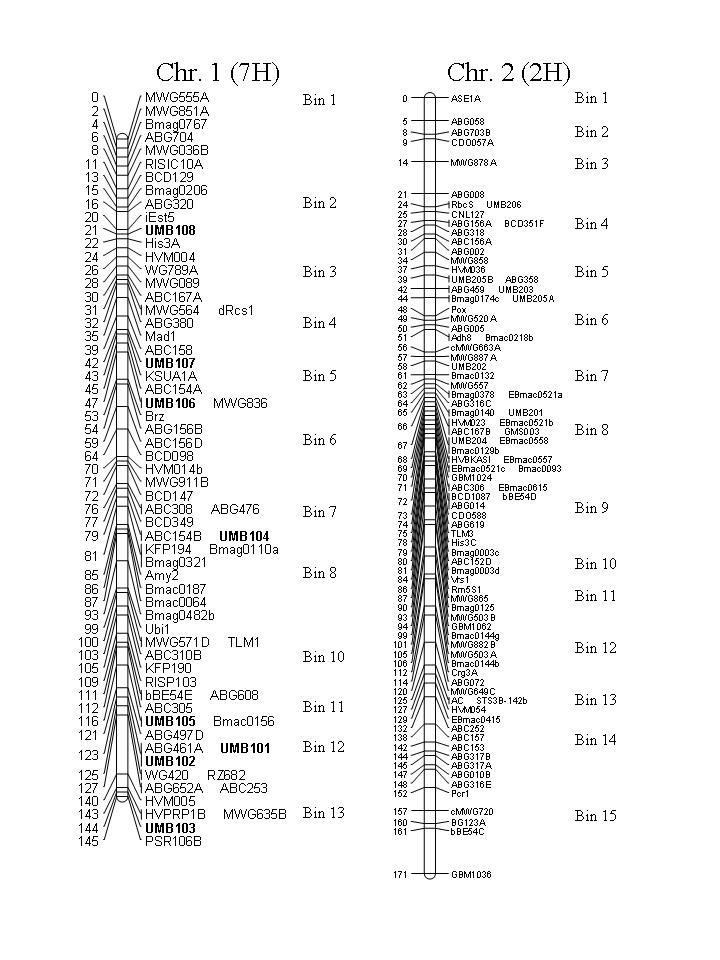 Chr. 1 (7H)
0 MWG555A Bin 1
2 MWG851A
4 Bmag0767
6 ABG704
8 MWG036B
11 RISIC10A
13 BCD129
15 Bmag0206
16 ABG320 Bin 2
20 iEst5
21 UMB108
22 His3A
24 HVM004
26 WG789A Bin 3
28 MWG089
30 ABC167A
31 MWG564 dRcs1
32 ABG380 Bin 4
35 Mad1
39 ABC158
42 UMB107
43 KSUA1A Bin 5
45 ABC154A
47 UMB106 MWG836
53 Brz
54 ABG156B
59 ABC156D Bin 6
64 BCD098
70 HVM014b
71 MWG911B
72 BCD147
76 ABC308 ABG476 Bin 7
77 BCD349
79 ABC154B UMB104
81 KFP194 Bmag0110a
Bmag0321
85 Amy2 Bin 8
86 Bmac0187
87 Bmac0064
93 Bmag0482b
99 Ubi1
100 MWG571D TLM1
103 ABC310B Bin 10
105 KFP190
109 RISP103
111 bBE54E ABG608
112 ABC305 Bin 11
116 UMB105 Bmac0156
121 ABG497D
123 ABG461A UMB101 Bin 12
UMB102
125 WG420 RZ682
127 ABG652A ABC253
140 HVM005
143 HVPRP1B MWG635B Bin 13
144 UMB103
145 PSR106B
Chr. 2 (2H)
0 ASE1A Bin 1
5 ABG058
8 ABG703B Bin 2
9 CDO057A
14 MWG878A Bin 3
21 ABG008
24 RbcS UMB206
25 CNL127
27 ABG156A BCD351F Bin 4
28 ABG318
30 ABC156A
31 ABG002
34 MWG858
37 HVM036 Bin 5
39 UMB205B ABG358
42 ABG459 UMB203
44 Bmag0174c UMB205A
48 Pox
49 MWG520A Bin 6
50 ABG005
51 Adh8 Bmac0218b
56 cMWG663A
57 MWG887A
58 UMB202
61 Bmac0132 Bin 7
62 MWG557
63 Bmag0378 EBmac0521a
64 ABG316C
65 Bmag0140 UMB201
66 HVM023 EBmac0521b
ABC167B GMS003 Bin 8
67 UMB204 EBmac0558
Bmac0129b
68 HVBKASI EBmac0557
69 EBmac0521c Bmac0093
70 GBM1024
71 ABC306 EBmac0615
72 BCD1087 bBE54D
ABG014 Bin 9
73 CDO588
74 ABG619
75 TLM3
78 His3C
79 Bmag0003c
80 ABC152D Bin 10
81 Bmag0003d
84 Vrs1
86 Rm5S1
87 MWG865 Bin 11
90 Bmag0125
93 MWG503B
94 GBM1062
99 Bmac0144g
101 MWG882B Bin 12
105 MWG503A
106 Bmac0144b
112 Crg3A
114 ABG072
120 MWG649C
125 AC STS3B-142b Bin 13
127 HVM054
129 EBmac0415
132 ABC252
138 ABC157 Bin 14
142 ABC153
144 ABG317B
145 ABG317A
147 ABG010B
148 ABG316E
152 Pcr1
157 cMWG720 Bin 15
160 BG123A
161 bBE54C
171 GBM1036